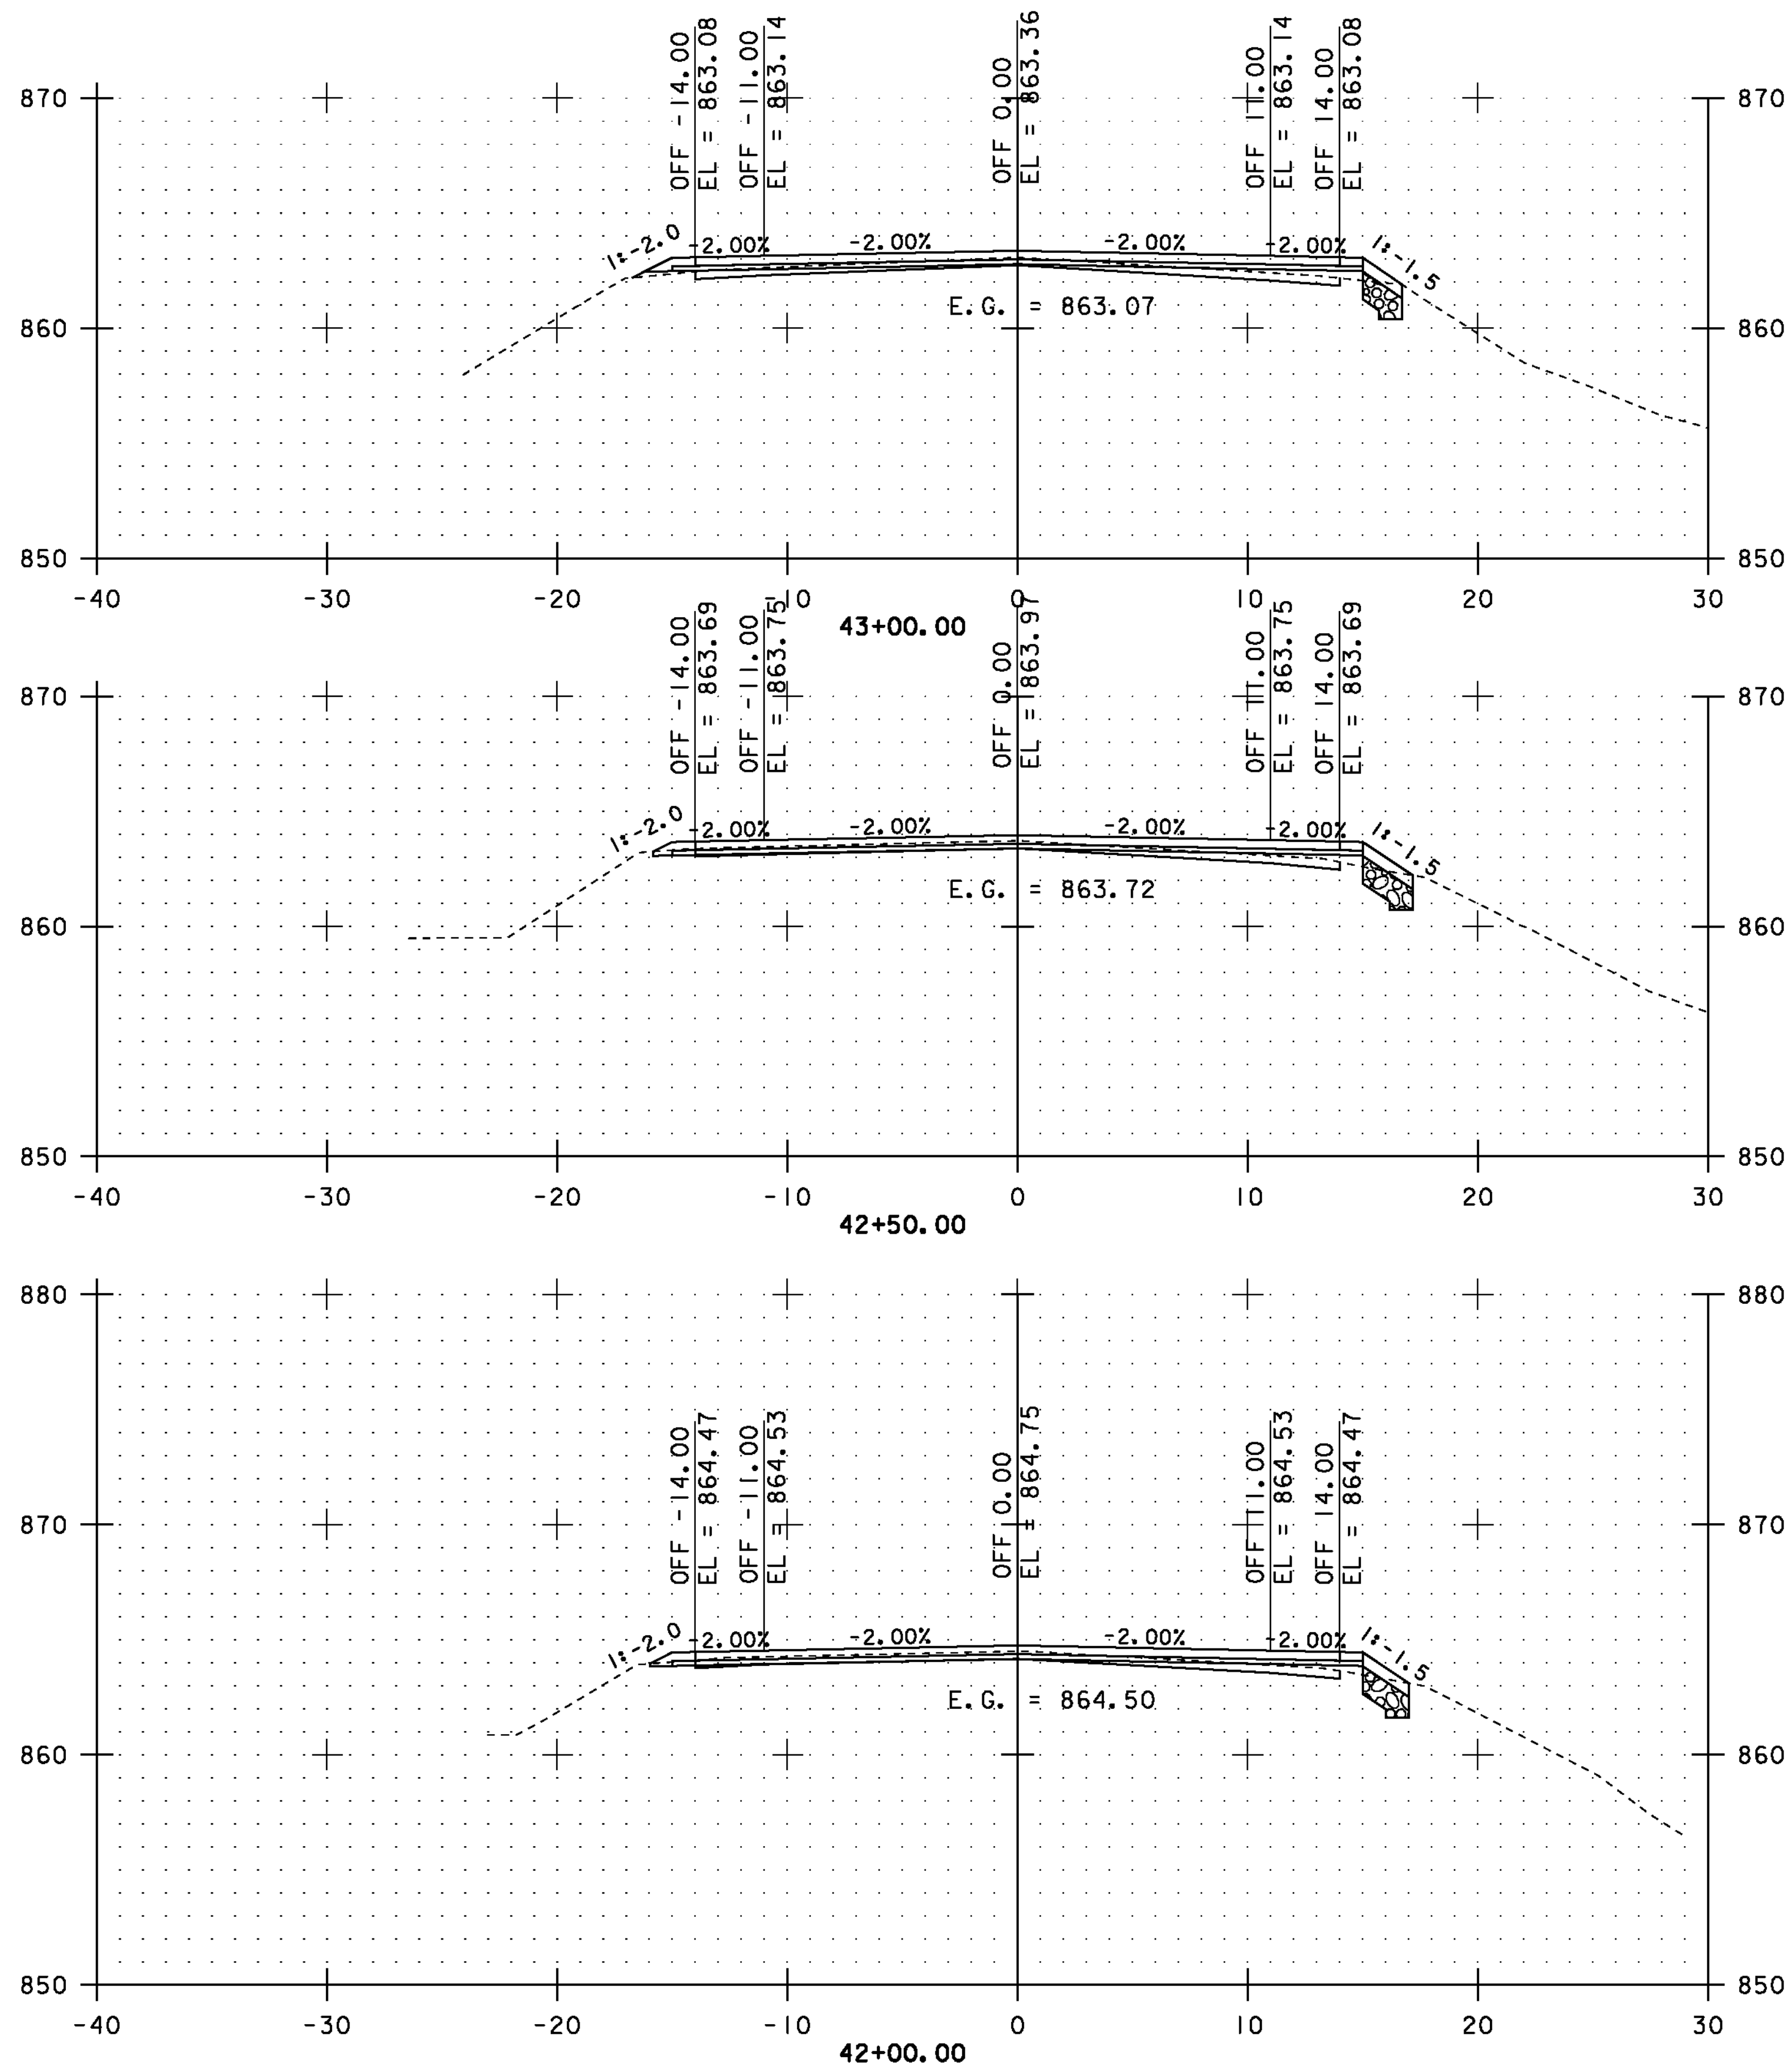 OFF -14.00
EL = 863.08
OFF -11.00
EL = 863.14
OFF 0.00
EL = 863.36
OFF 11.00
EL = 863.14
OFF 14.00
EL = 863.08
870
870
1:-2.0
-2.00%
-2.00%
-2.00%
-2.00%
1:-1.5
E.G. = 863.07
860
860
850
850
-40
-30
-20
-10
0
10
20
30
43+00.00
OFF -14.00
EL = 863.69
OFF -11.00
EL = 863.75
OFF 0.00
EL = 863.97
OFF 11.00
EL = 863.75
OFF 14.00
EL = 863.69
870
870
1:-2.0
-2.00%
-2.00%
-2.00%
-2.00%
1:-1.5
E.G. = 863.72
860
860
850
850
-40
-30
-20
-10
0
10
20
30
42+50.00
880
880
OFF -14.00
EL = 864.47
OFF -11.00
EL = 864.53
OFF 0.00
EL = 864.75
OFF 11.00
EL = 864.53
OFF 14.00
EL = 864.47
870
870
1:-2.0
-2.00%
-2.00%
-2.00%
-2.00%
1:-1.5
E.G. = 864.50
860
860
850
850
-40
-30
-20
-10
0
10
20
30
42+00.00